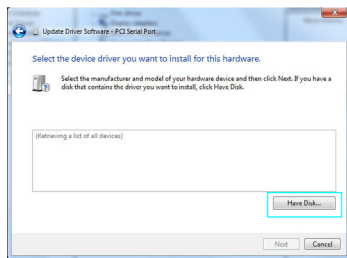 Update Driver Software - PCI Serial Port
Select the device driver you want to install for this hardware.
Select the manufacturer and model of your hardware device and then click Next. If you have a
disk that contains the driver you want to install, click Have Disk.
(Retrieving a list of all devices)
Have Disk...
Next
Cancel